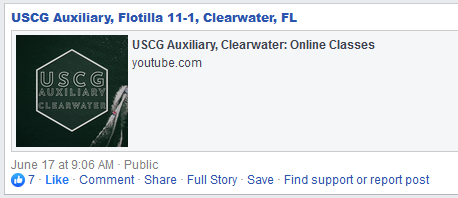 USCG Auxiliary, Flotilla 11-1, Clearwater, FL
USCG Auxiliary, Clearwater: Online Classes
youtube.com
USCG
AUXILIARY
CLEARWATER
June 17 at 9:06 AM · Public
7 · Like · Comment · Share · Full Story · Save · Find support or report post